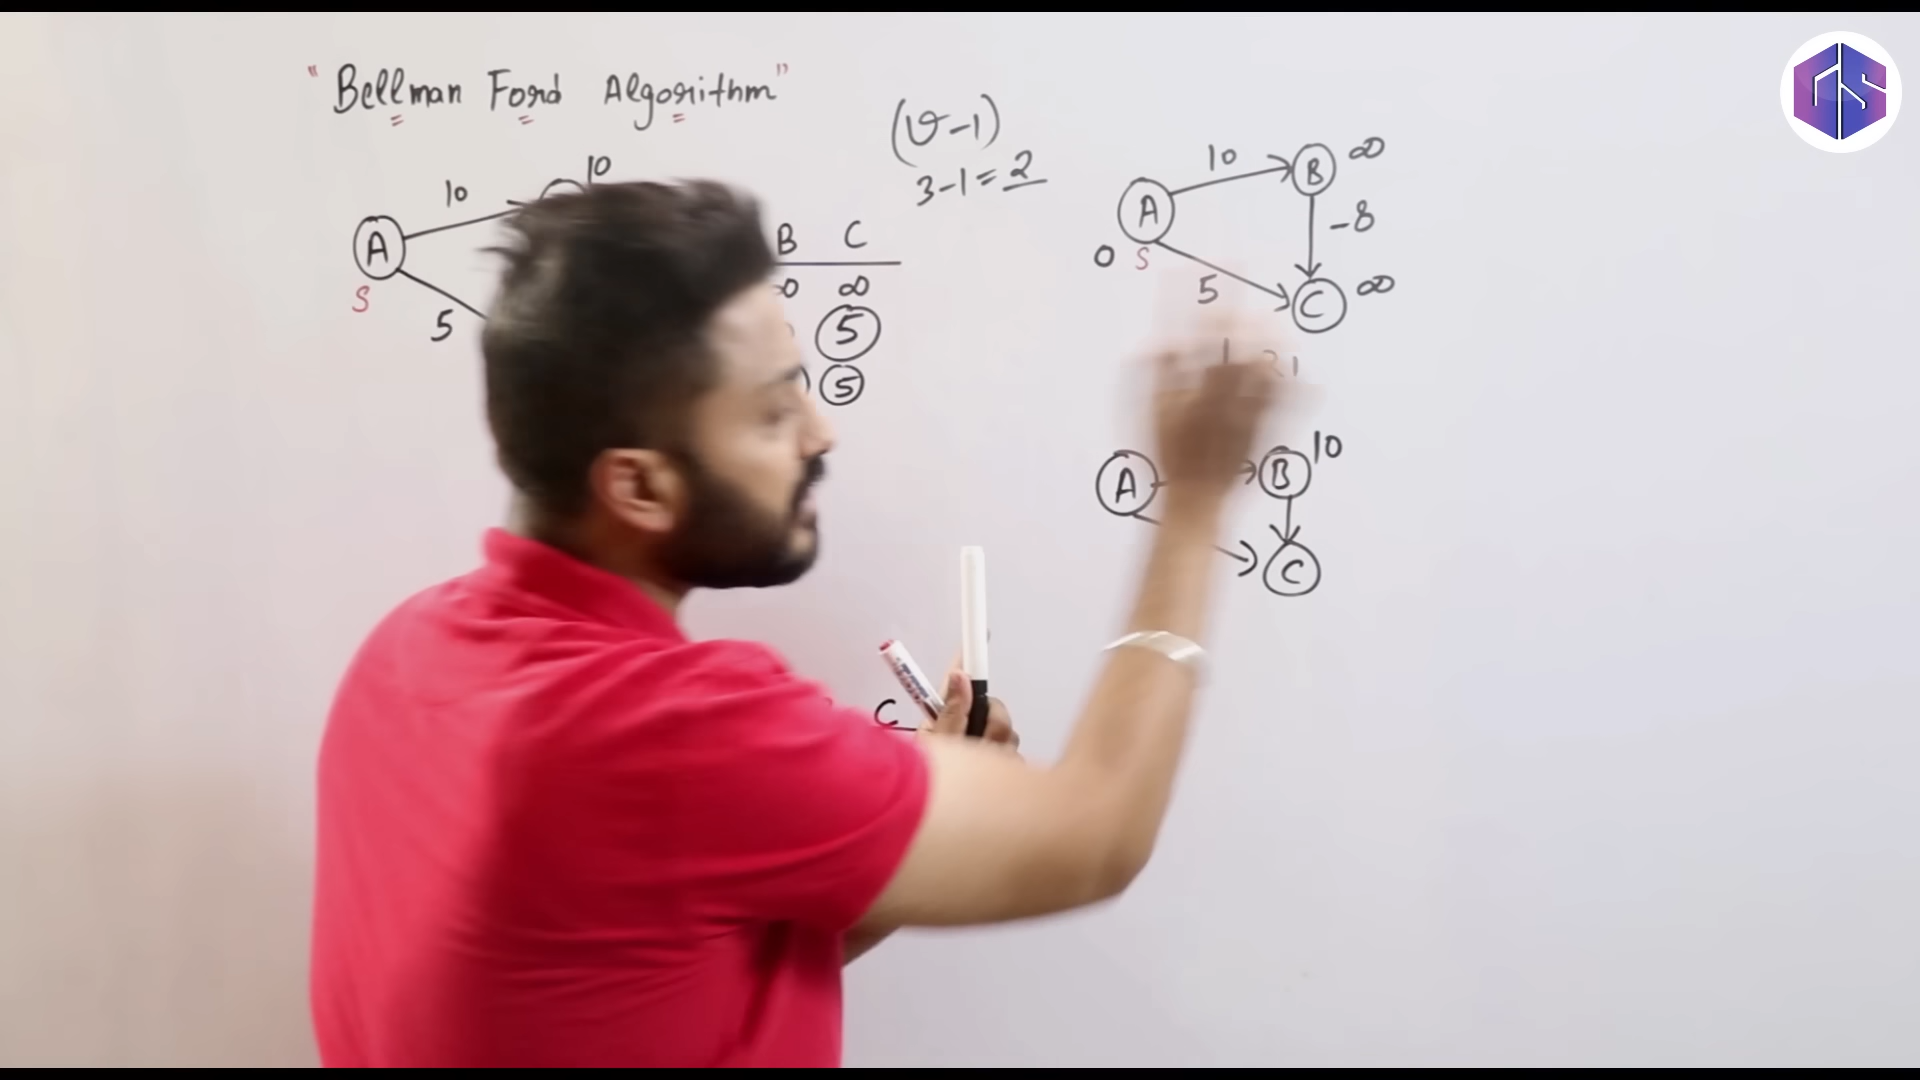 "Bellman Ford Algorithm"
(V-1)
3-1=2
10
10
A
S
5
B C
∞ ∞
5
5
C
10
B ∞
A
-8
0 S
5
C ∞
A
B 10
C